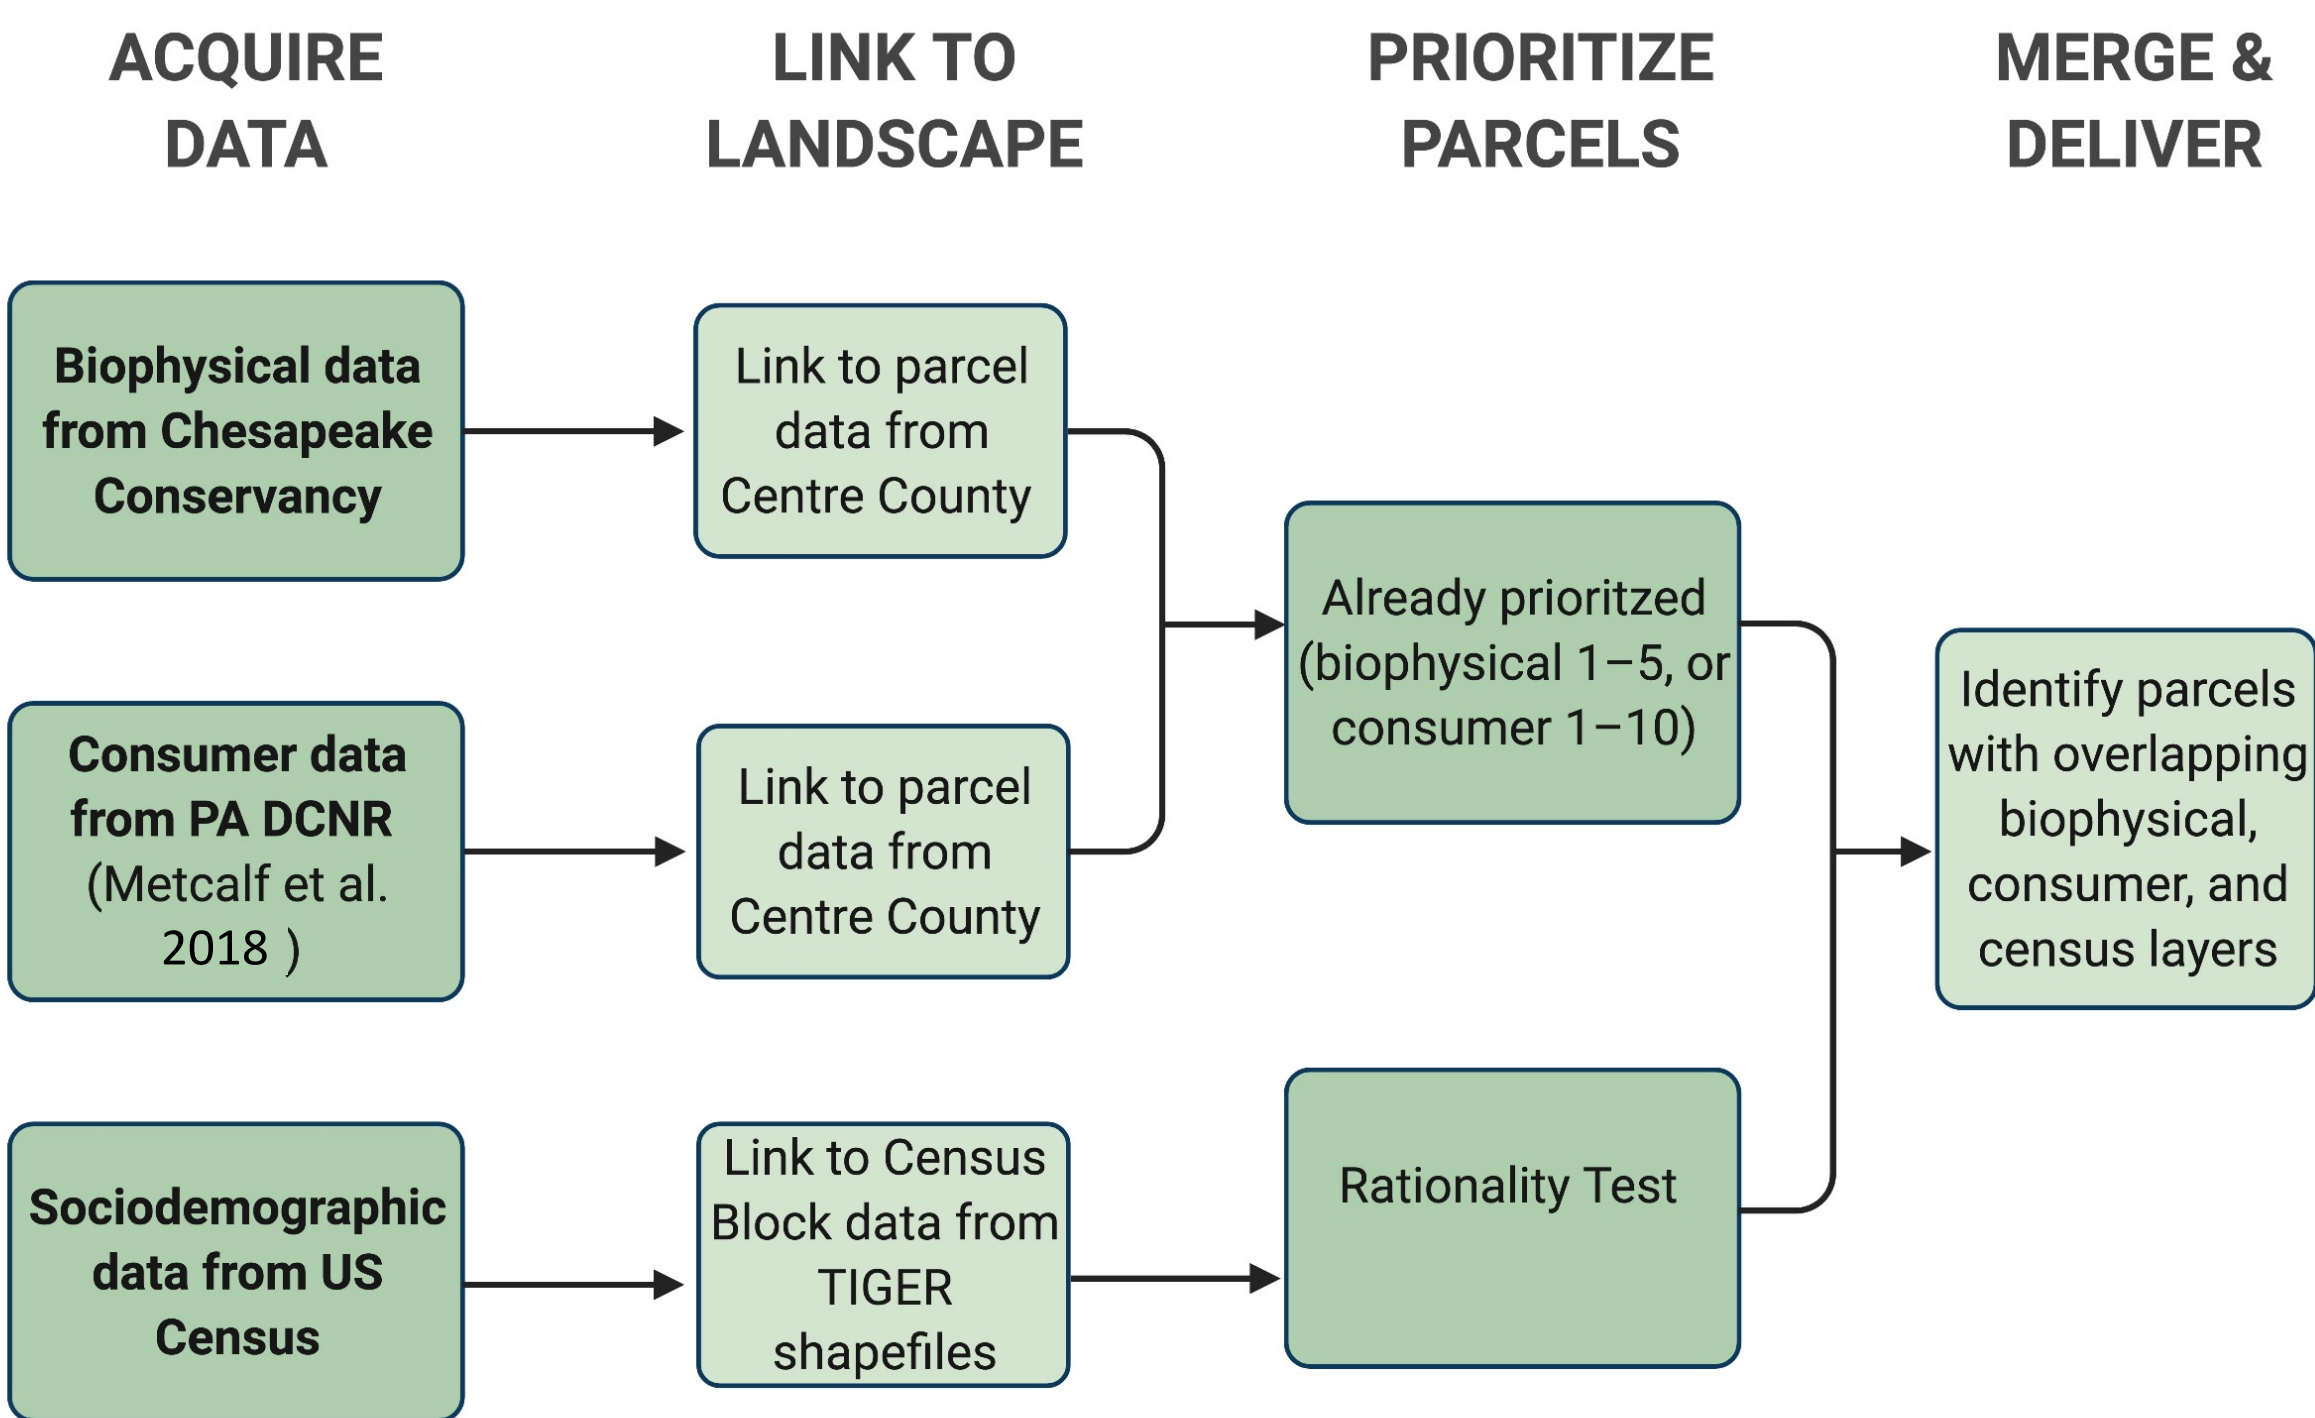 ACQUIRE
DATA
LINK TO
LANDSCAPE
PRIORITIZE
PARCELS
MERGE &
DELIVER
Biophysical data
from Chesapeake
Conservancy
Link to parcel
data from
Centre County
Consumer data
from PA DCNR
(Metcalf et al.
2018 )
Link to parcel
data from
Centre County
Already prioritzed
(biophysical 1–5, or
consumer 1–10)
Sociodemographic
data from US
Census
Link to Census
Block data from
TIGER
shapefiles
Rationality Test
Identify parcels
with overlapping
biophysical,
consumer, and
census layers